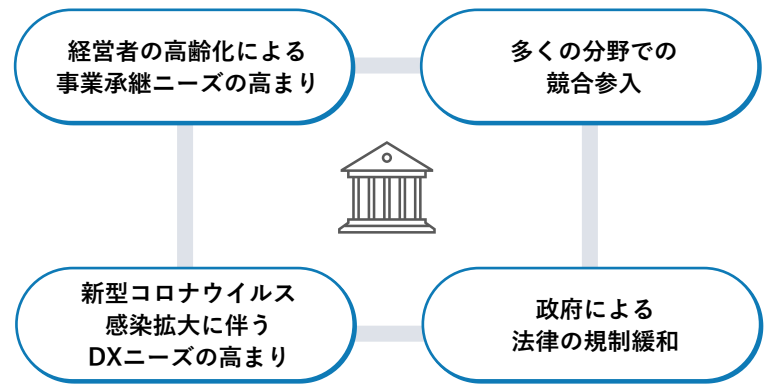 経営者の高齢化による
事業承継ニーズの高まり
多くの分野での
競合参入
新型コロナウイルス
感染拡大に伴う
DXニーズの高まり
政府による
法律の規制緩和